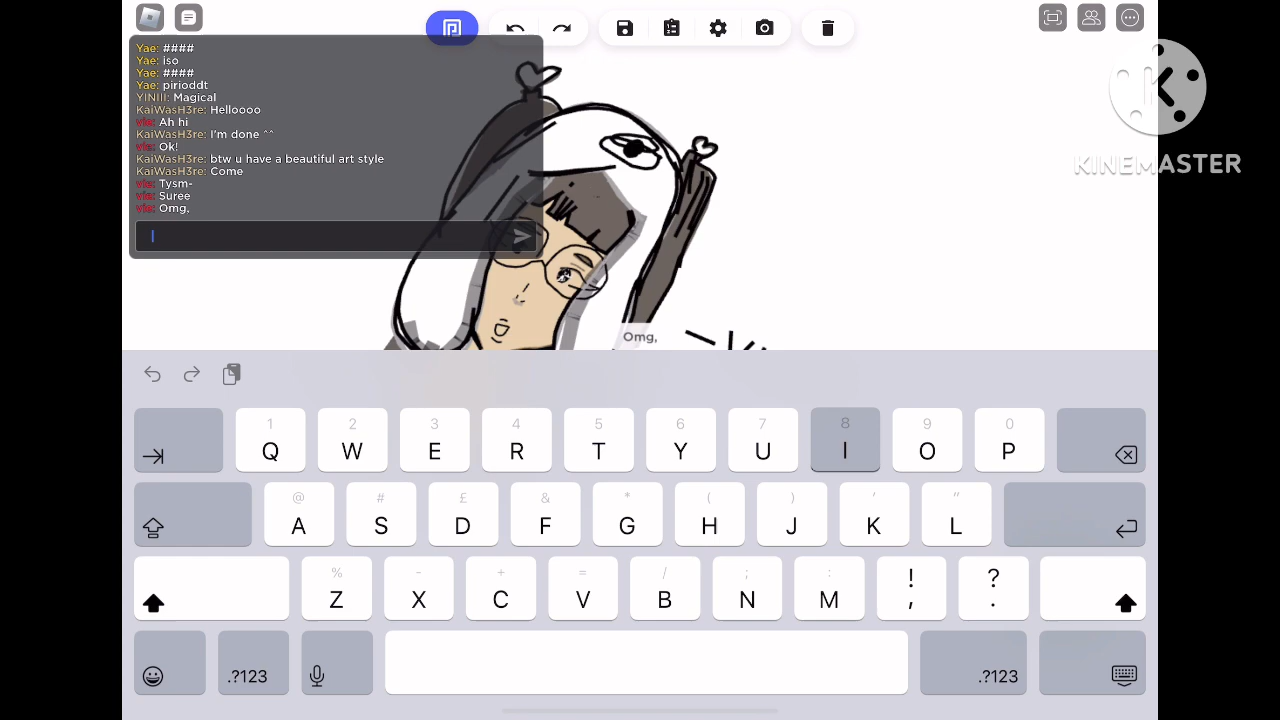 Yae: ####
Yae: iso
Yae: ####
Yae: pirioddt
YINIII: Magical
KaiWasH3re: Helloooo
vie: Ah hi
KaiWasH3re: I'm done ^^
vie: Ok!
KaiWasH3re: btw u have a beautiful art style
KaiWasH3re: Come
vie: Tysm-
vie: Suree
vie: Omg,
K
KINEMASTER
Omg,
1 2 3 4 5 6 7 8 9 0
Q W E R T Y U I O P
@ # £ & * ( ) ' "
A S D F G H J K L
% - + = / ; :
Z X C V B N M ! , ? .
.?123 .?123